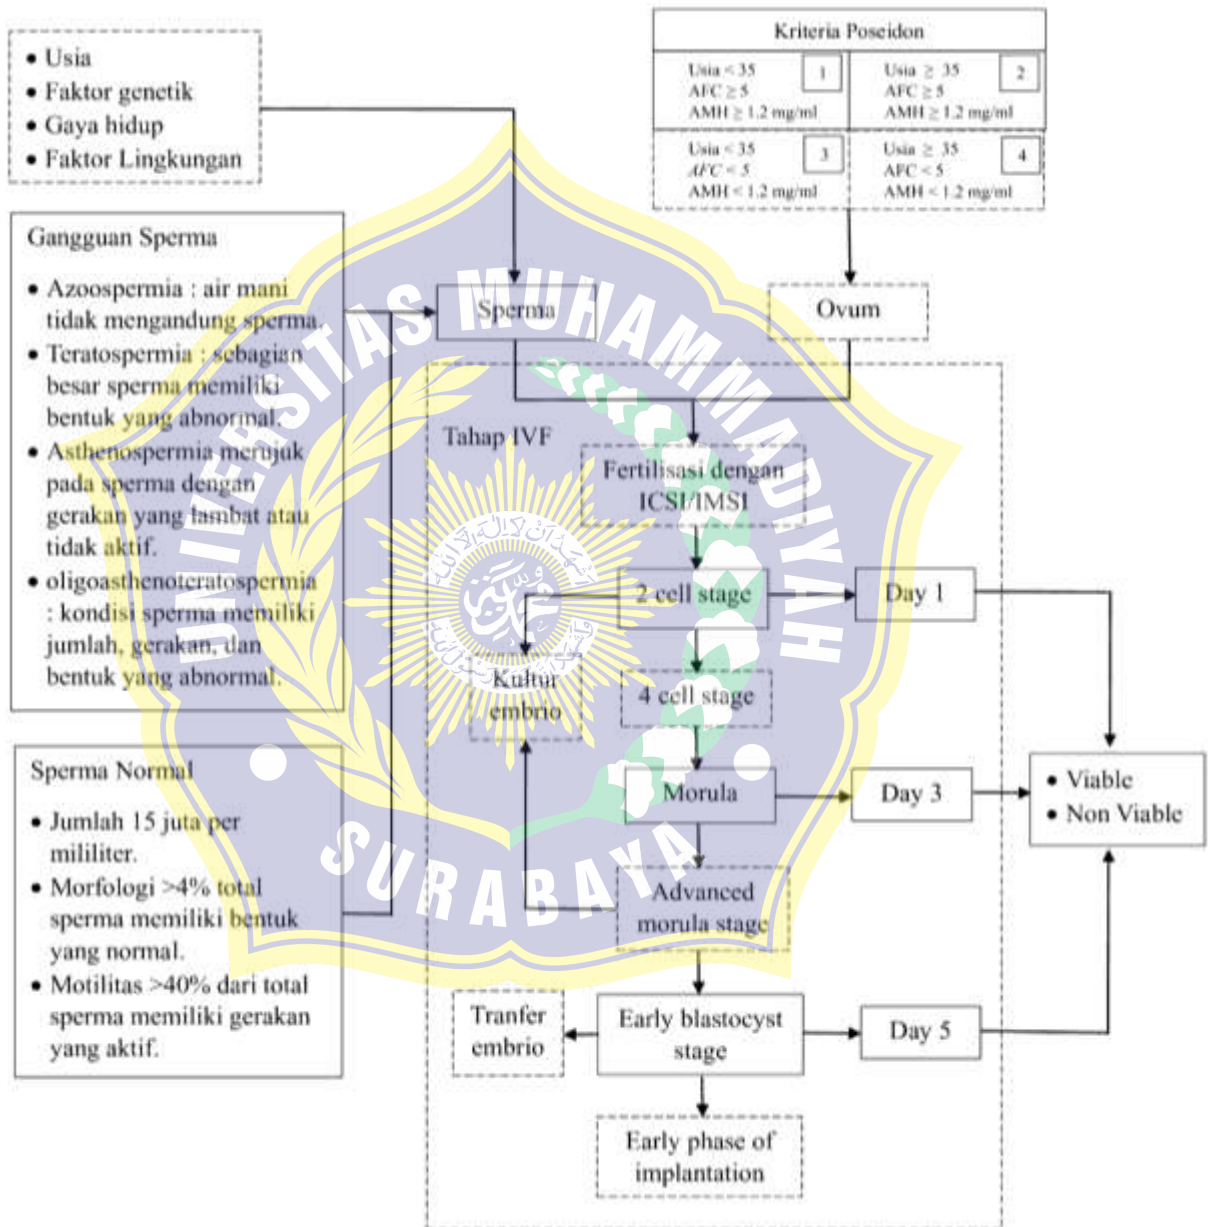 • Usia
• Faktor genetik
• Gaya hidup
• Faktor Lingkungan
Kriteria Poseidon
Usia < 35
AFC ≥ 5
AMH ≥ 1.2 mg/ml
1
Usia ≥ 35
AFC ≥ 5
AMH ≥ 1.2 mg/ml
2
Usia < 35
AFC < 5
AMH < 1.2 mg/ml
3
Usia ≥ 35
AFC < 5
AMH < 1.2 mg/ml
4
Gangguan Sperma
• Azoospermia : air mani
tidak mengandung sperma.
• Teratospermia : sebagian
besar sperma memiliki
bentuk yang abnormal.
• Asthenospermia merujuk
pada sperma dengan
gerakan yang lambat atau
tidak aktif.
• oligoasthenoteratospermia
: kondisi sperma memiliki
jumlah, gerakan, dan
bentuk yang abnormal.
Sperma Normal
• Jumlah 15 juta per
mililiter.
• Morfologi >4% total
sperma memiliki bentuk
yang normal.
• Motilitas >40% dari total
sperma memiliki gerakan
yang aktif.
Sperma
Ovum
Tahap IVF
Fertilisasi dengan
ICSI/IMSI
2 cell stage
Day 1
Kultur
embrio
4 cell stage
Morula
Day 3
• Viable
• Non Viable
Advanced
morula stage
Tranfer
embrio
Early blastocyst
stage
Day 5
Early phase of
implantation
UNIVERSITAS MUHAMMADIYAH
SURABAYA